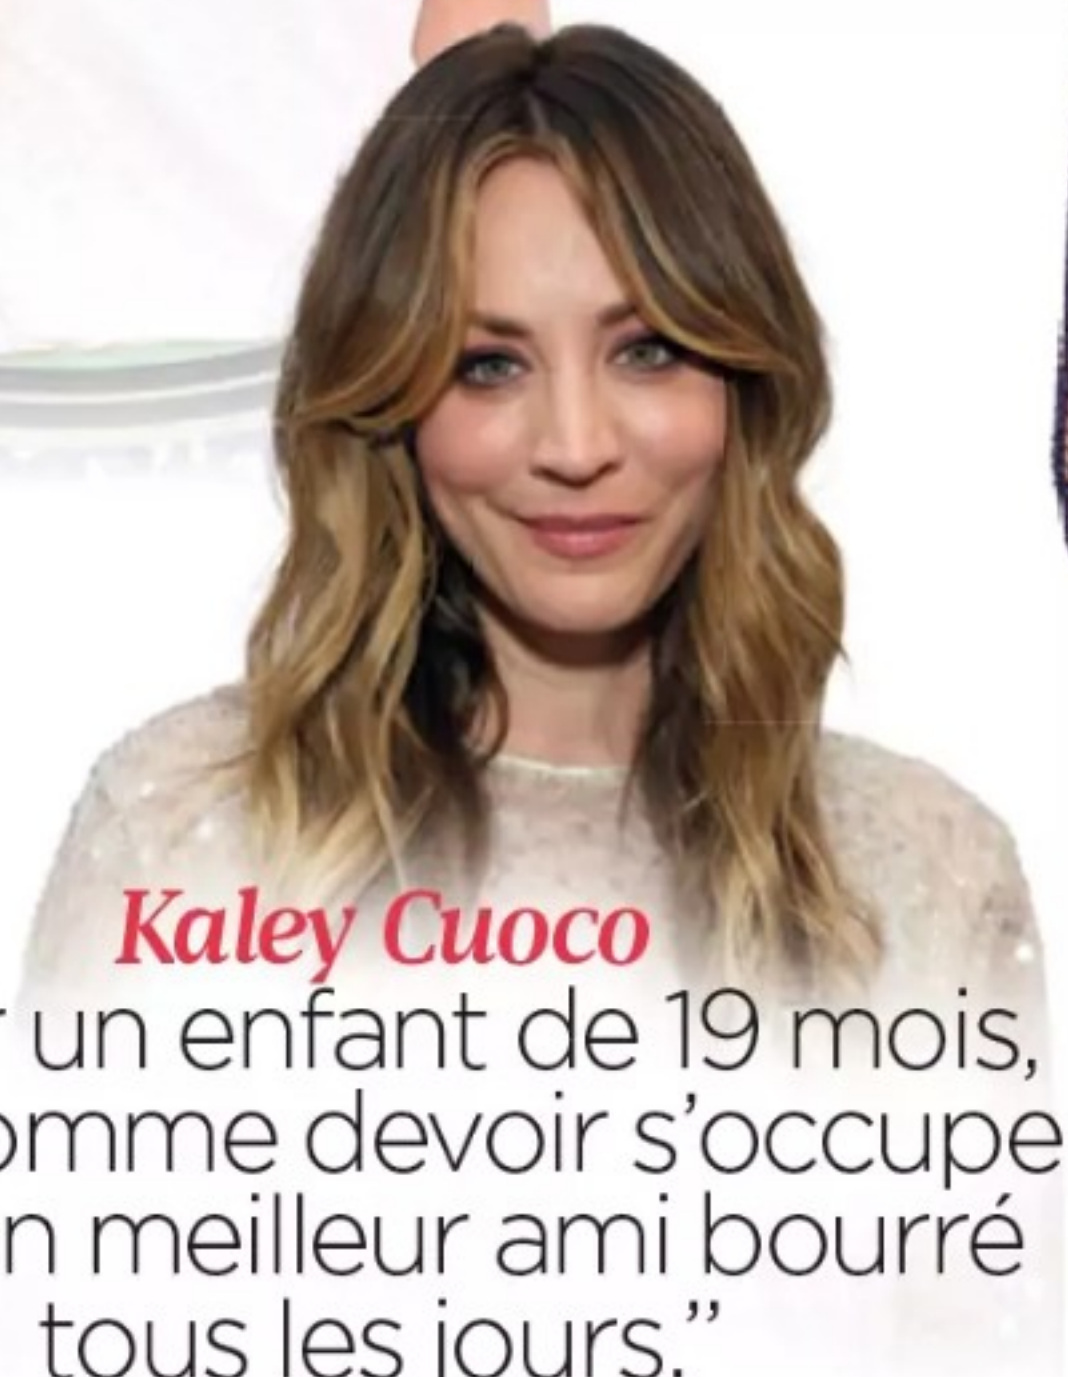 Kaley Cuoco
un enfant de 19 mois,
omme devoir s’occupe
n meilleur ami bourré
tous les jours.”